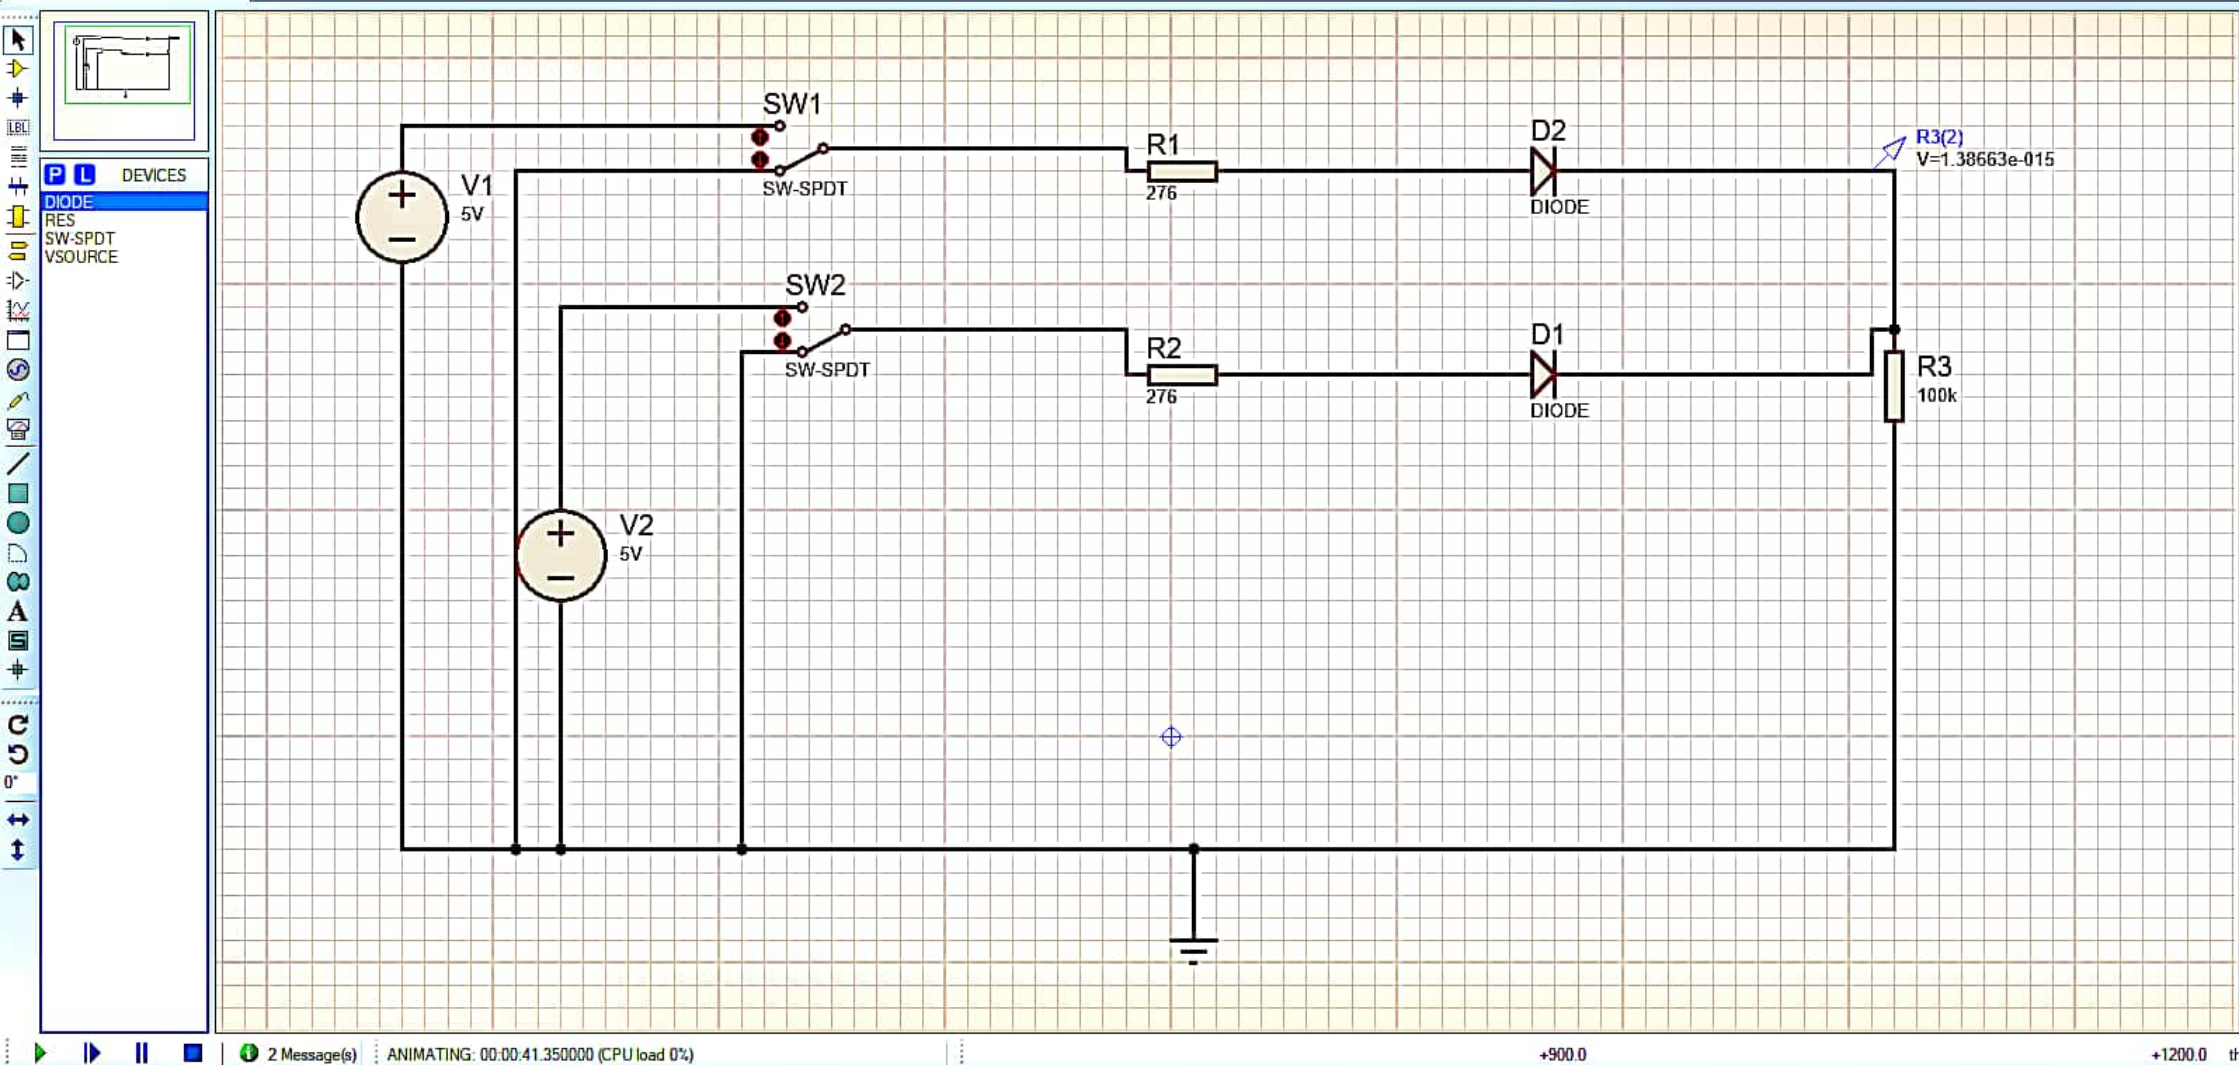 LBL
P L DEVICES
DIODE
RES
SW-SPDT
VSOURCE
A
S
0°
SW1
SW-SPDT
V1
5V
R1
276
D2
DIODE
R3(2)
V=1.38663e-015
SW2
SW-SPDT
R2
276
D1
DIODE
R3
100k
V2
5V
2 Message(s)
ANIMATING: 00:00:41.350000 (CPU load 0%)
+900.0
+1200.0
th